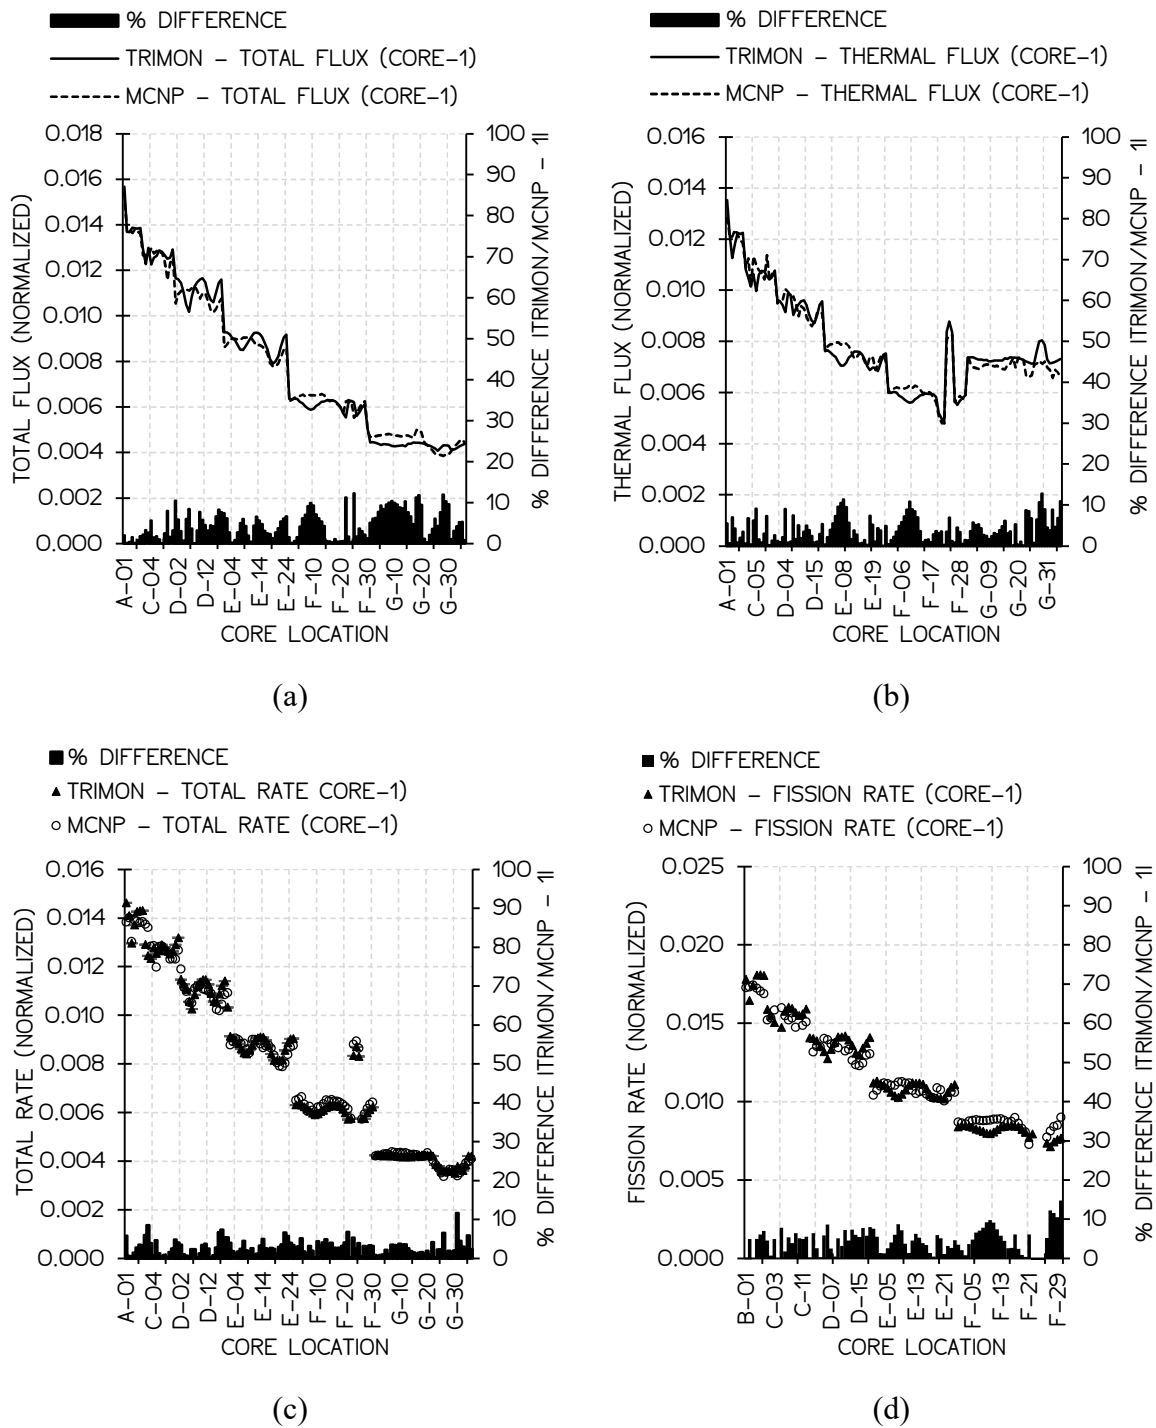 % DIFFERENCE
TRIMON – TOTAL FLUX (CORE–1)
MCNP – TOTAL FLUX (CORE–1)
0.018
0.016
0.014
0.012
0.010
0.008
0.006
0.004
0.002
0.000
TOTAL FLUX (NORMALIZED)
100
90
80
70
60
50
40
30
20
10
0
% DIFFERENCE ITRIMON/MCNP – 1I
A–01
C–04
D–02
D–12
E–04
E–14
E–24
F–10
F–20
F–30
G–10
G–20
G–30
CORE LOCATION
(a)
% DIFFERENCE
TRIMON – THERMAL FLUX (CORE–1)
MCNP – THERMAL FLUX (CORE–1)
0.016
0.014
0.012
0.010
0.008
0.006
0.004
0.002
0.000
THERMAL FLUX (NORMALIZED)
100
90
80
70
60
50
40
30
20
10
0
% DIFFERENCE ITRIMON/MCNP – 1I
A–01
C–05
D–04
D–15
E–08
E–19
F–06
F–17
F–28
G–09
G–20
G–31
CORE LOCATION
(b)
% DIFFERENCE
TRIMON – TOTAL RATE CORE–1)
MCNP – TOTAL RATE (CORE–1)
0.016
0.014
0.012
0.010
0.008
0.006
0.004
0.002
0.000
TOTAL RATE (NORMALIZED)
100
90
80
70
60
50
40
30
20
10
0
% DIFFERENCE ITRIMON/MCNP – 1I
A–01
C–04
D–02
D–12
E–04
E–14
E–24
F–10
F–20
F–30
G–10
G–20
G–30
CORE LOCATION
(c)
% DIFFERENCE
TRIMON – FISSION RATE (CORE–1)
MCNP – FISSION RATE (CORE–1)
0.025
0.020
0.015
0.010
0.005
0.000
FISSION RATE (NORMALIZED)
100
90
80
70
60
50
40
30
20
10
0
% DIFFERENCE ITRIMON/MCNP – 1I
B–01
C–03
C–11
D–07
D–15
E–05
E–13
E–21
F–05
F–13
F–21
F–29
CORE LOCATION
(d)